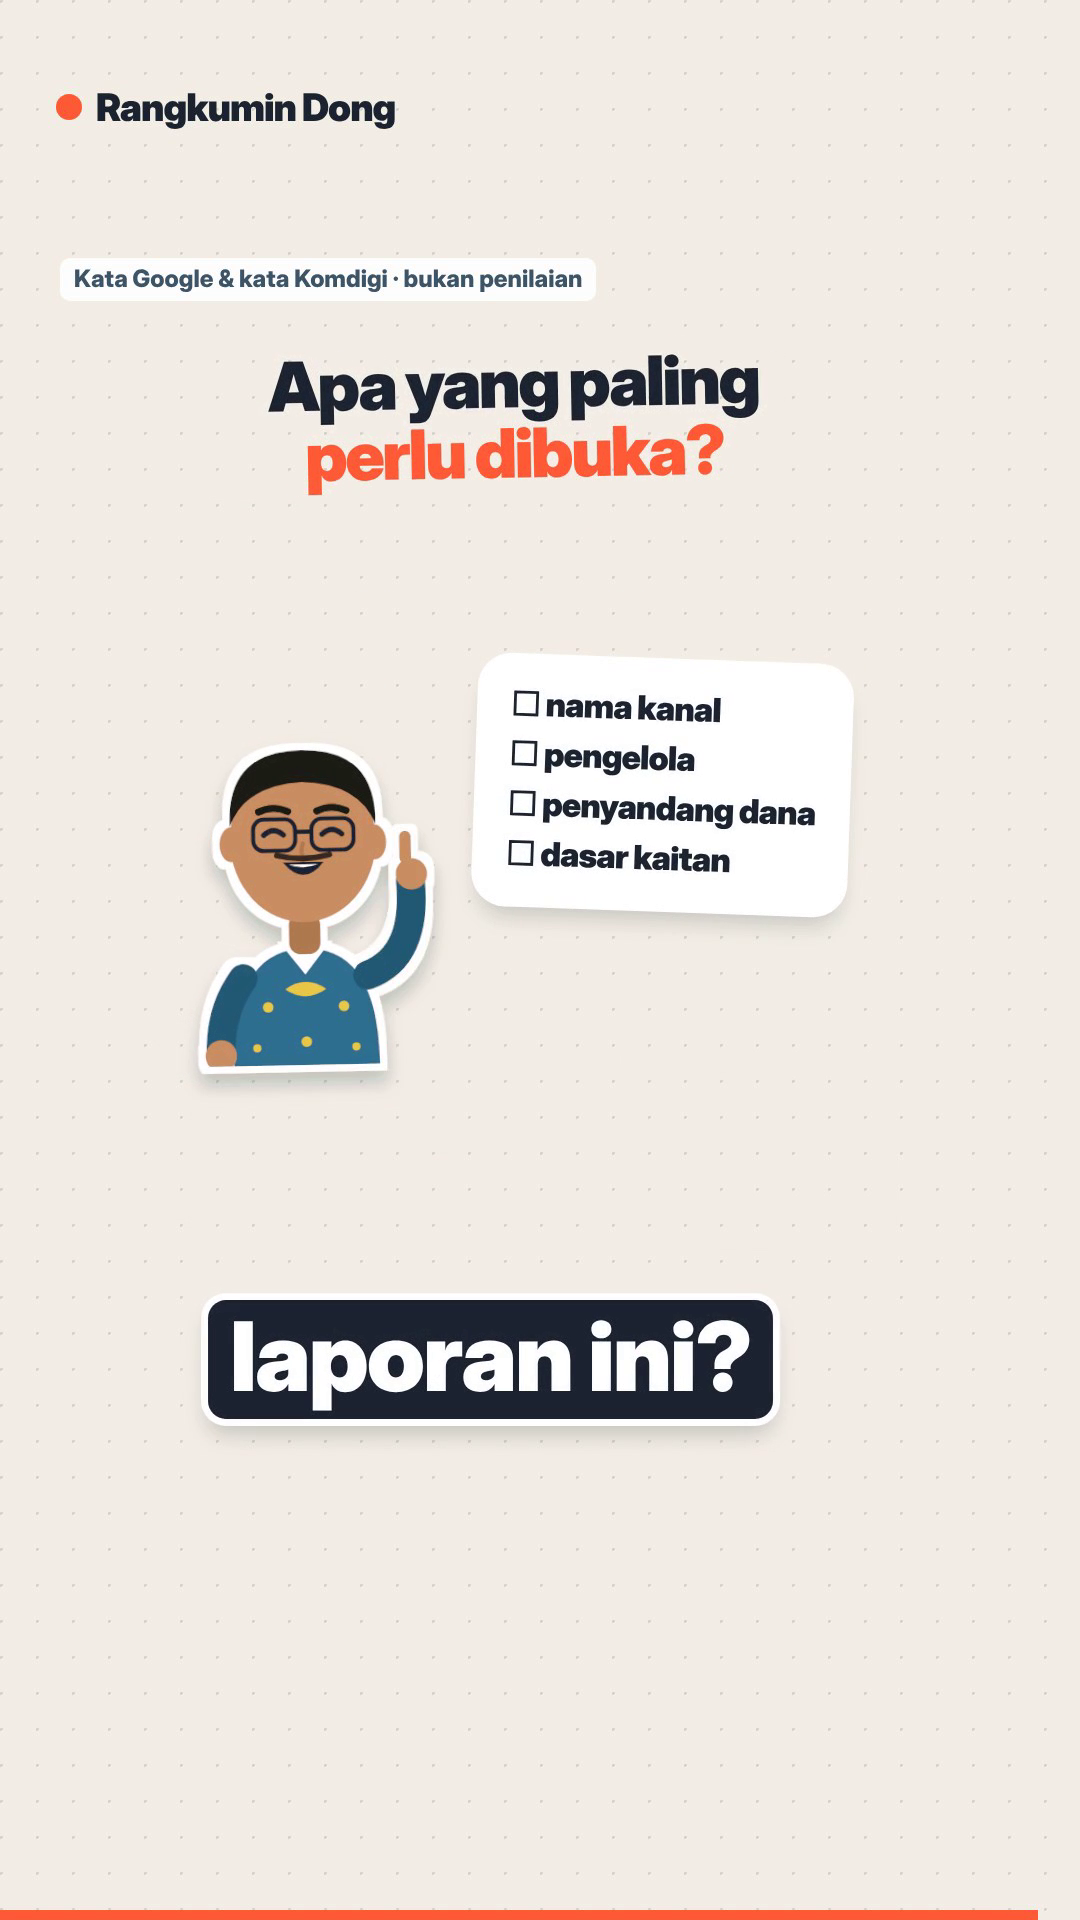 Rangkumin Dong
Kata Google & kata Komdigi · bukan penilaian
Apa yang paling
perlu dibuka?
☐ nama kanal
☐ pengelola
☐ penyandang dana
☐ dasar kaitan
laporan ini?